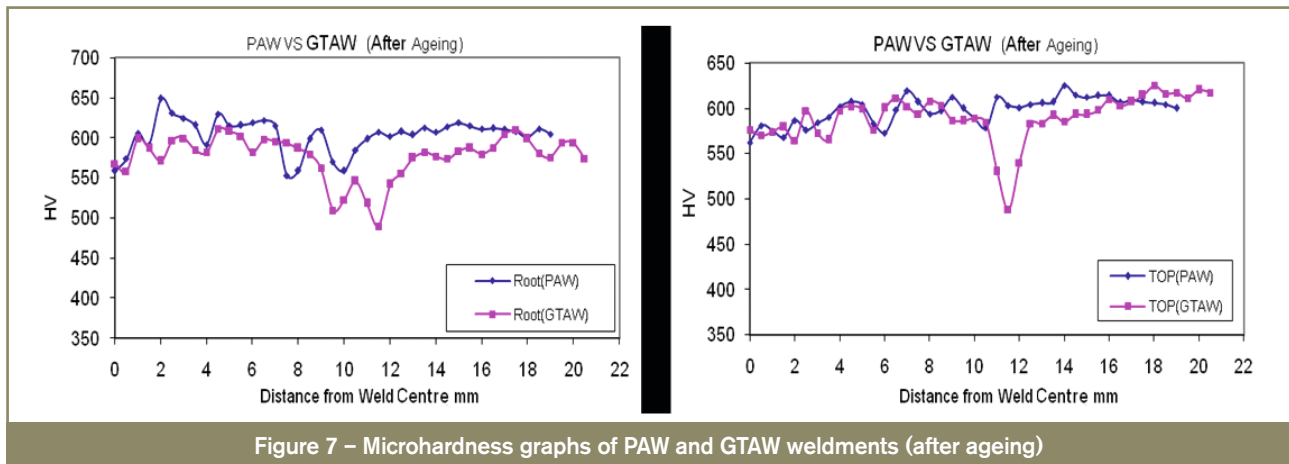 PAW VS GTAW (After Ageing)
700
650
600
550
500
450
400
350
HV
0 2 4 6 8 10 12 14 16 18 20 22
Distance from Weld Centre mm
Root(PAW)
Root(GTAW)
PAW VS GTAW (After Ageing)
650
600
550
500
450
400
350
HV
0 2 4 6 8 10 12 14 16 18 20 22
Distance from Weld Centre mm
TOP(PAW)
TOP(GTAW)
Figure 7 – Microhardness graphs of PAW and GTAW weldments (after ageing)